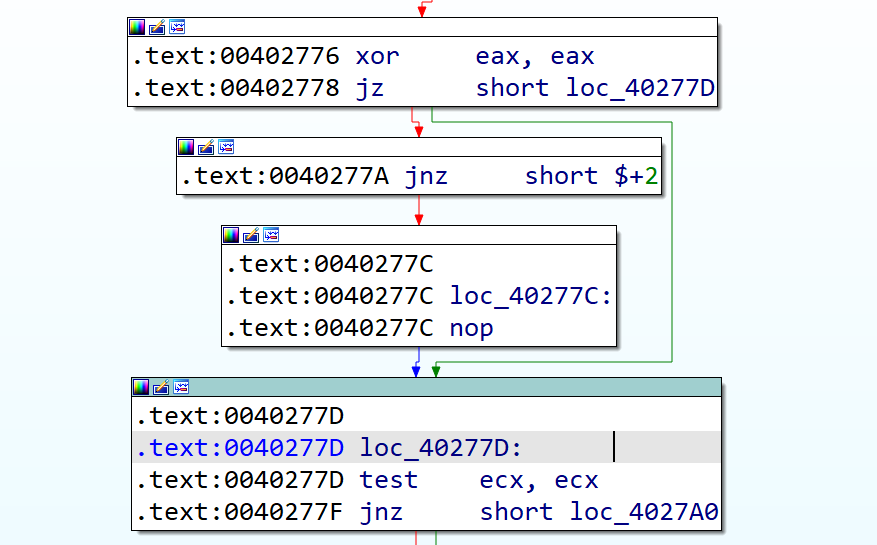 .text:00402776 xor eax, eax
.text:00402778 jz short loc_40277D
.text:0040277A jnz short $+2
.text:0040277C
.text:0040277C loc_40277C:
.text:0040277C nop
.text:0040277D
.text:0040277D loc_40277D:
.text:0040277D test ecx, ecx
.text:0040277F jnz short loc_4027A0